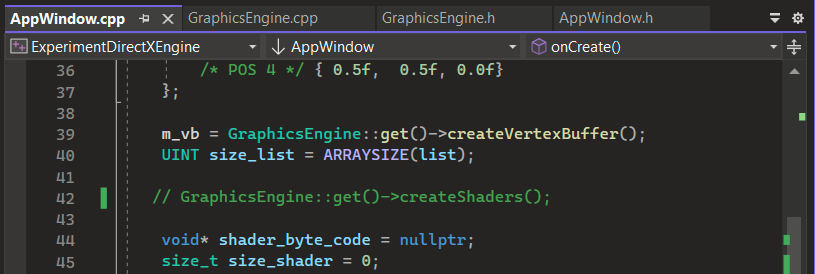 AppWindow.cpp GraphicsEngine.cpp GraphicsEngine.h AppWindow.h
ExperimentDirectXEngine AppWindow onCreate()
36 /* POS 4 */ { 0.5f, 0.5f, 0.0f}
37 };
38
39 m_vb = GraphicsEngine::get()->createVertexBuffer();
40 UINT size_list = ARRAYSIZE(list);
41
42 // GraphicsEngine::get()->createShaders();
43
44 void* shader_byte_code = nullptr;
45 size_t size_shader = 0;